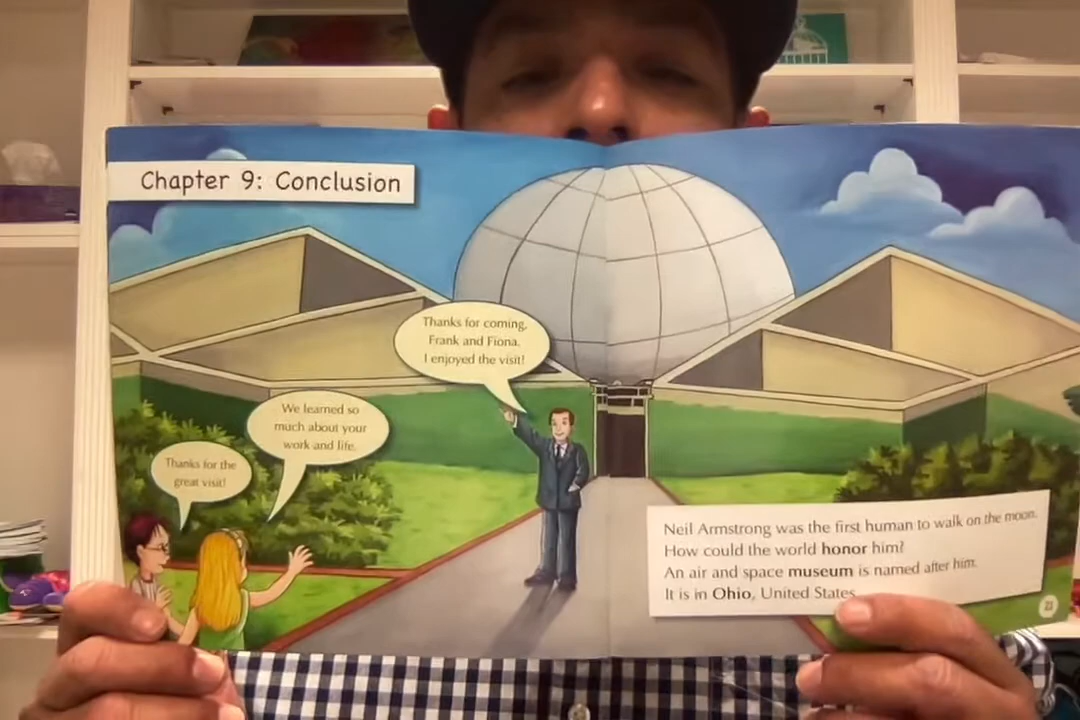 Chapter 9: Conclusion
Thanks for coming,
Frank and Fiona.
I enjoyed the visit!
We learned so
much about your
work and life.
Thanks for the
great visit!
Neil Armstrong was the first human to walk on the moon.
How could the world honor him?
An air and space museum is named after him.
It is in Ohio, United States.